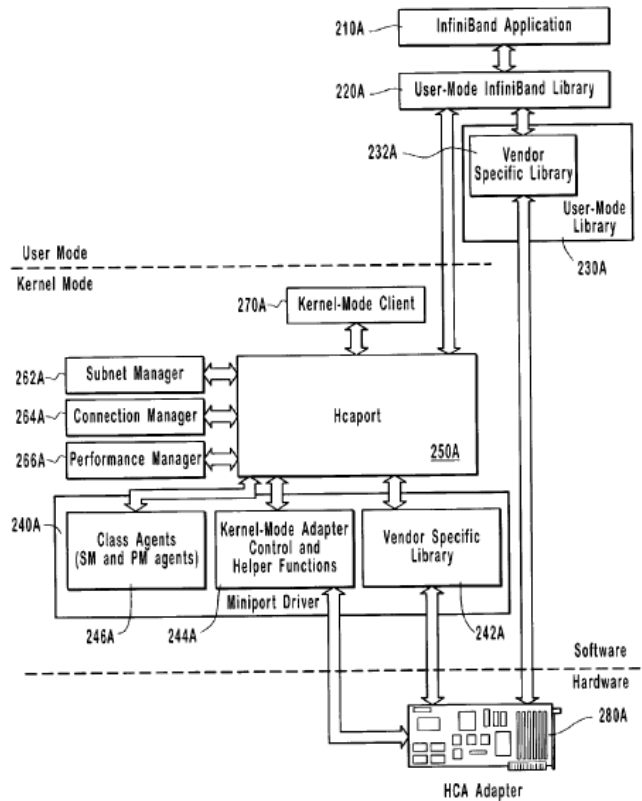 210A
InfiniBand Application
220A
User-Mode InfiniBand Library
232A
Vendor
Specific Library
User-Mode
Library
230A
User Mode
Kernel Mode
270A
Kernel-Mode Client
262A
Subnet Manager
264A
Connection Manager
266A
Performance Manager
Hcaport
250A
240A
Class Agents
(SM and PM agents)
Kernel-Mode Adapter
Control and
Helper Functions
Vendor Specific
Library
Miniport Driver
246A
244A
242A
Software
Hardware
280A
HCA Adapter